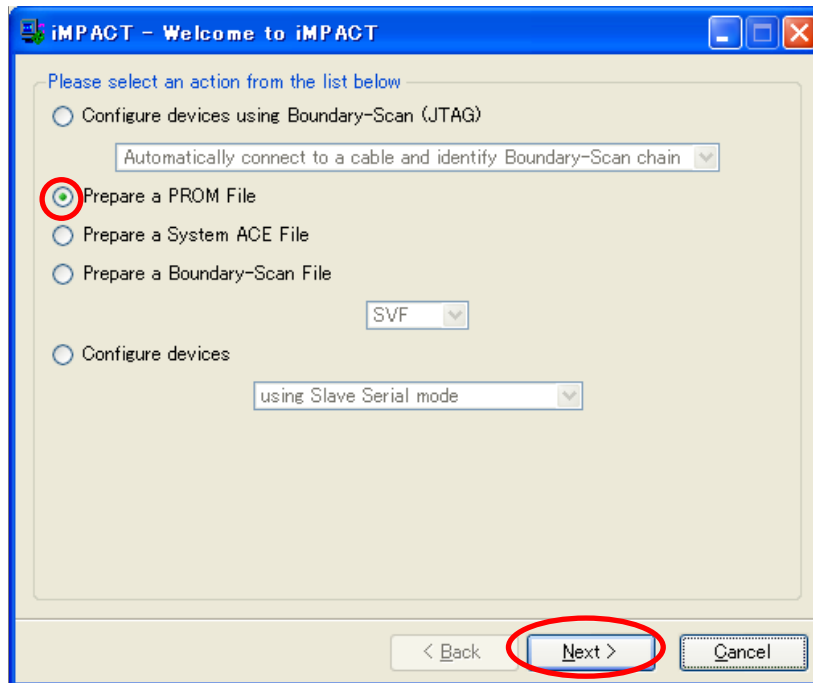 iMPACT - Welcome to iMPACT
Please select an action from the list below
Configure devices using Boundary-Scan (JTAG)
Automatically connect to a cable and identify Boundary-Scan chain
Prepare a PROM File
Prepare a System ACE File
Prepare a Boundary-Scan File
SVF
Configure devices
using Slave Serial mode
< Back Next > Cancel